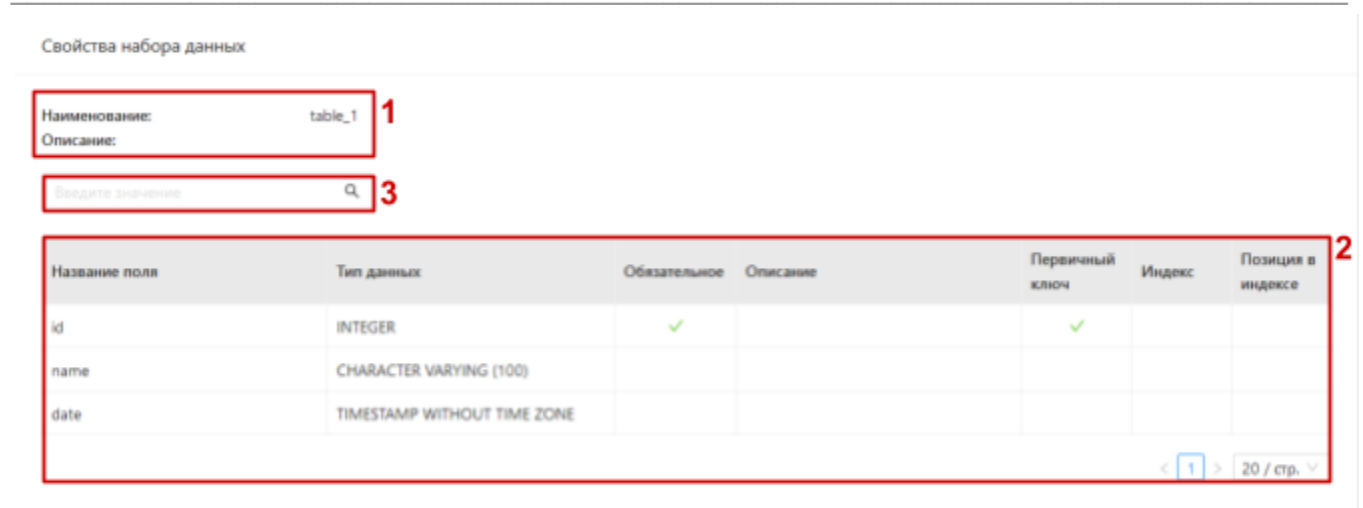 Свойства набора данных
Наименование: table_1 1
Описание:
Введите значение 3
2
Название поля Тип данных Обязательное Описание Первичный ключ Индекс Позиция в индексе
id INTEGER
name CHARACTER VARYING (100)
date TIMESTAMP WITHOUT TIME ZONE
< 1 > 20 / стр.